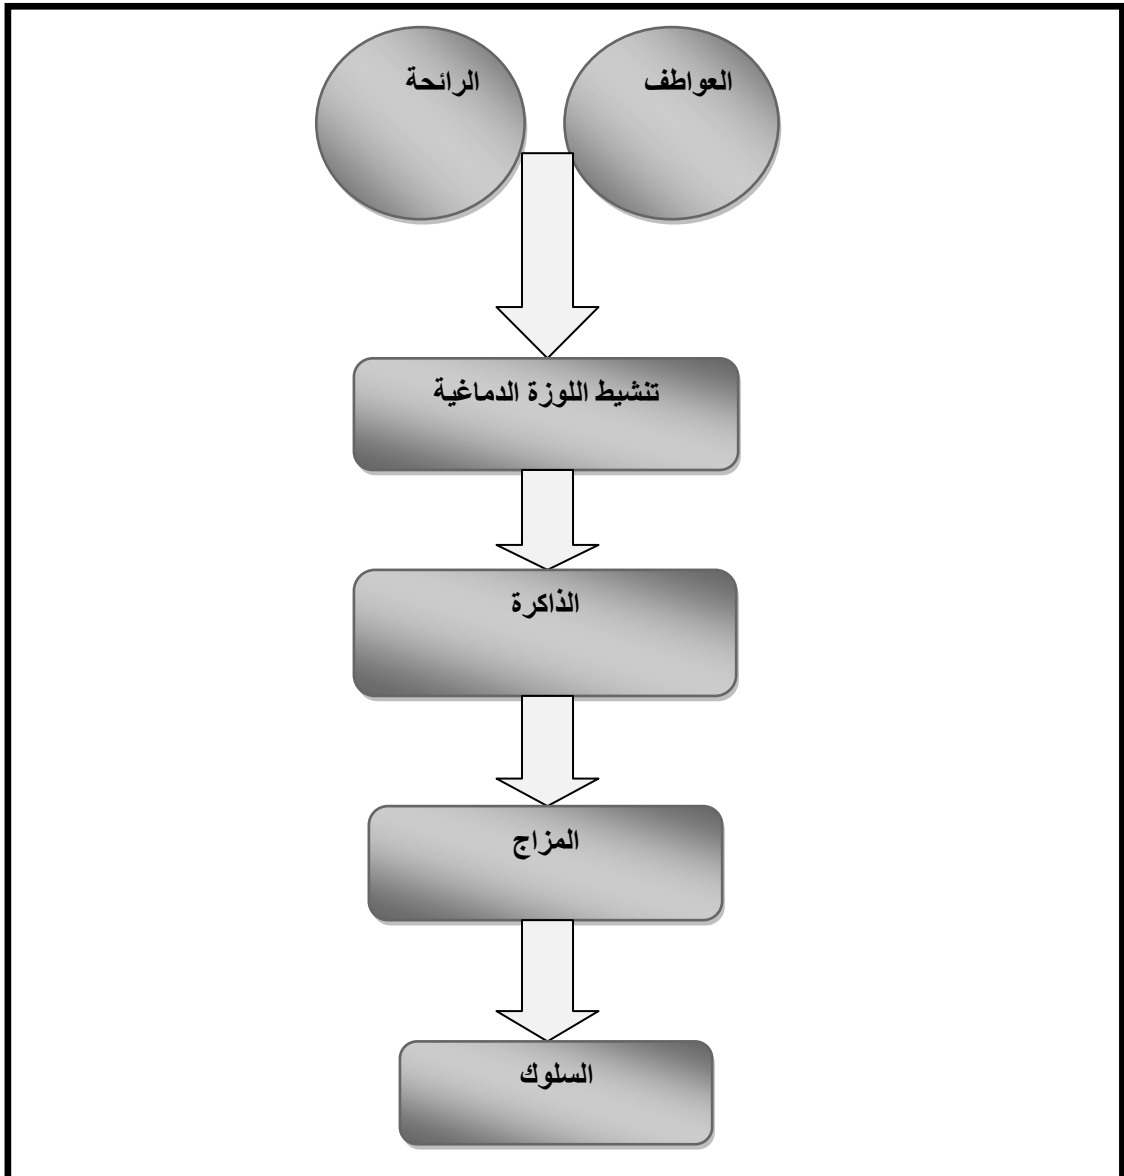 العواطف
الرائحة
تنشيط اللوزة الدماغية
الذاكرة
المزاج
السلوك